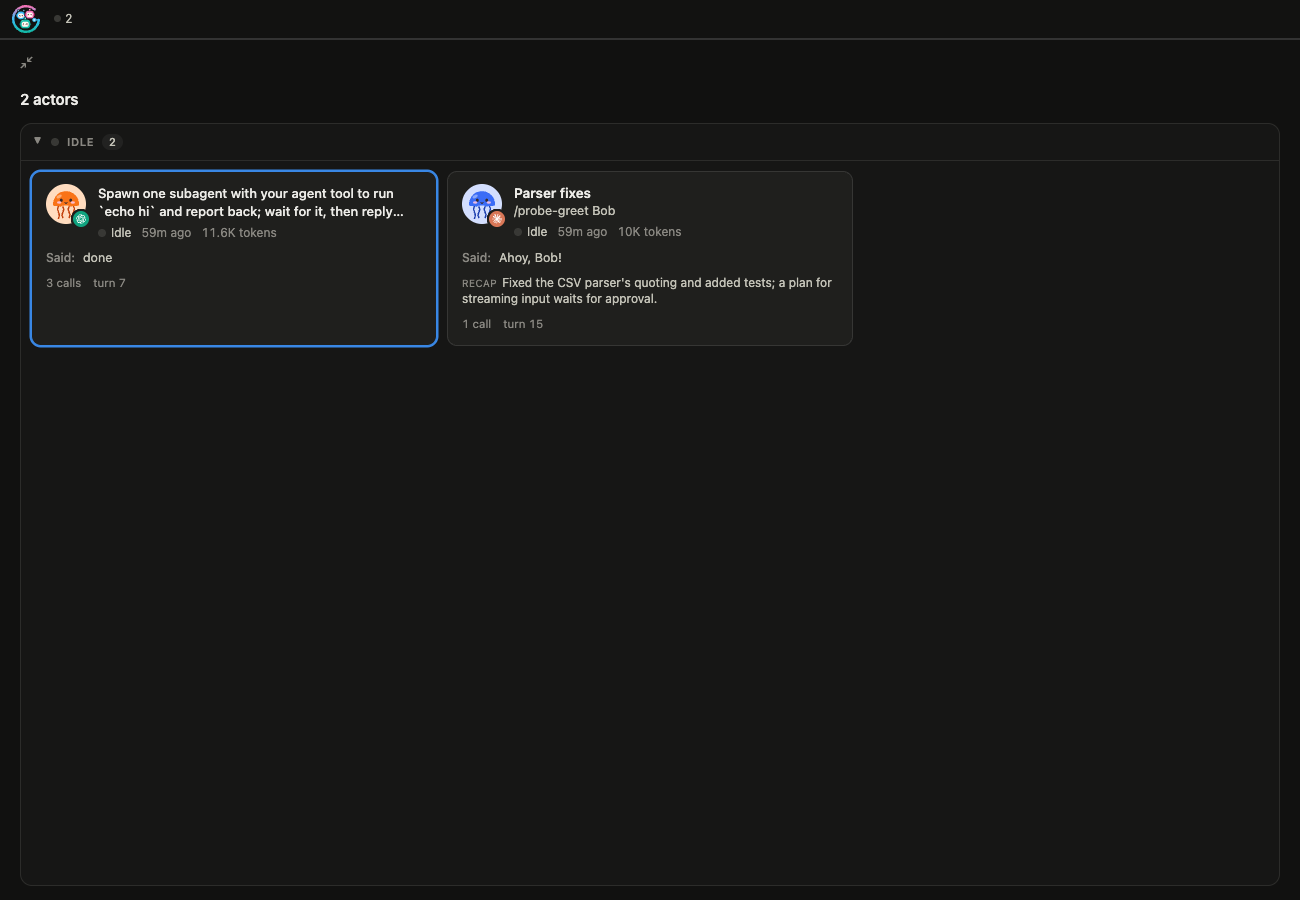 2
2 actors
IDLE 2
Spawn one subagent with your agent tool to run
`echo hi` and report back; wait for it, then reply...
Idle 59m ago 11.6K tokens
Said: done
3 calls turn 7
Parser fixes
/probe-greet Bob
Idle 59m ago 10K tokens
Said: Ahoy, Bob!
RECAP Fixed the CSV parser's quoting and added tests; a plan for
streaming input waits for approval.
1 call turn 15